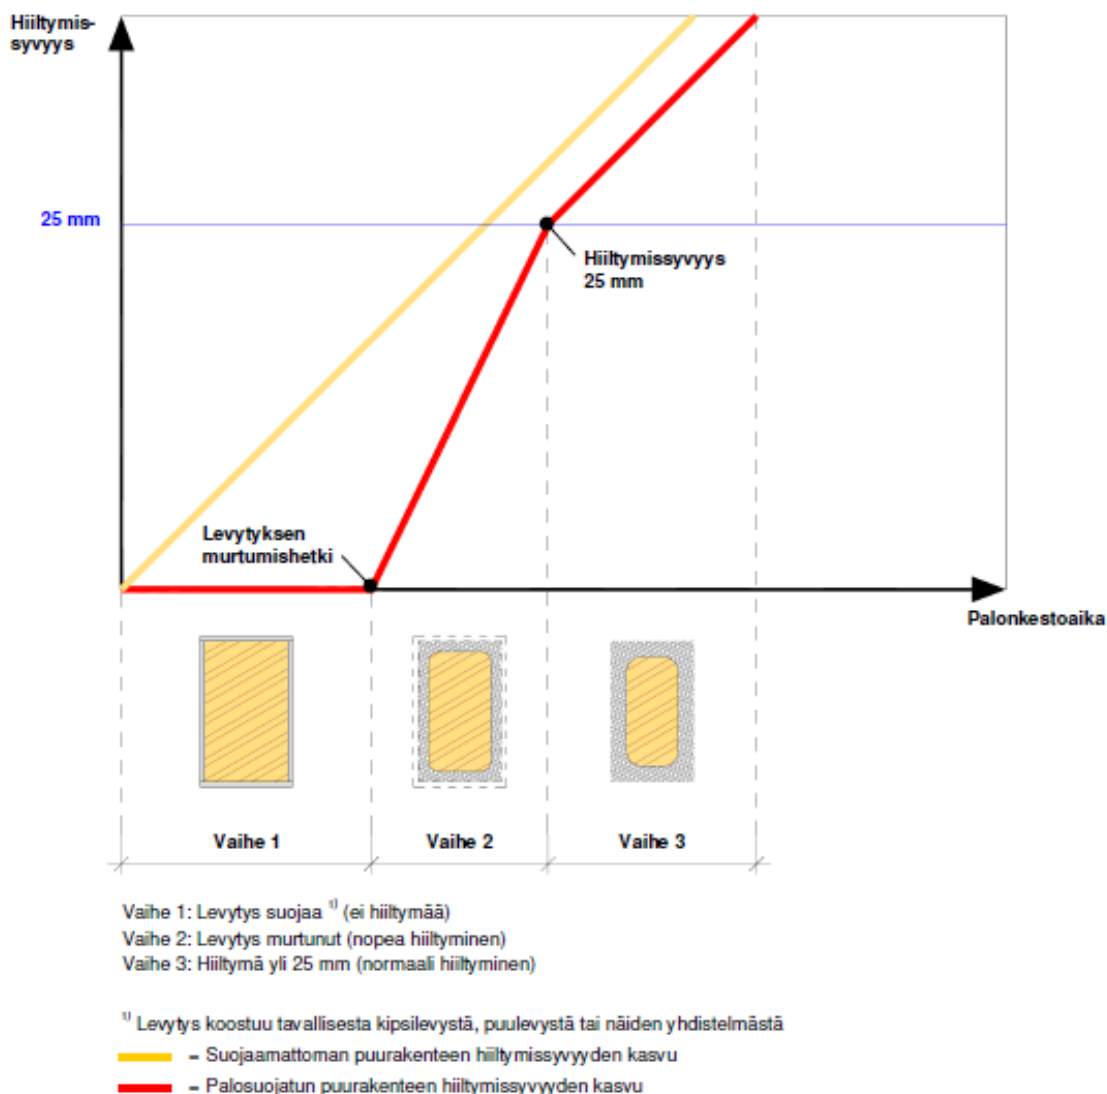 Hiiltymis-
syvyys
25 mm
Hiiltymissyvyys
25 mm
Levytyksen
murtumishetki
Palonkestoaika
Vaihe 1
Vaihe 2
Vaihe 3
Vaihe 1: Levytys suojaa ¹⁾ (ei hiiltymää)
Vaihe 2: Levytys murtunut (nopea hiiltyminen)
Vaihe 3: Hiiltymä yli 25 mm (normaali hiiltyminen)
¹⁾ Levytys koostuu tavallisesta kipsilevystä, puulevystä tai näiden yhdistelmästä
= Suojaamattoman puurakenteen hiiltymissyvyyden kasvu
= Palosuojatun puurakenteen hiiltymissyvyyden kasvu